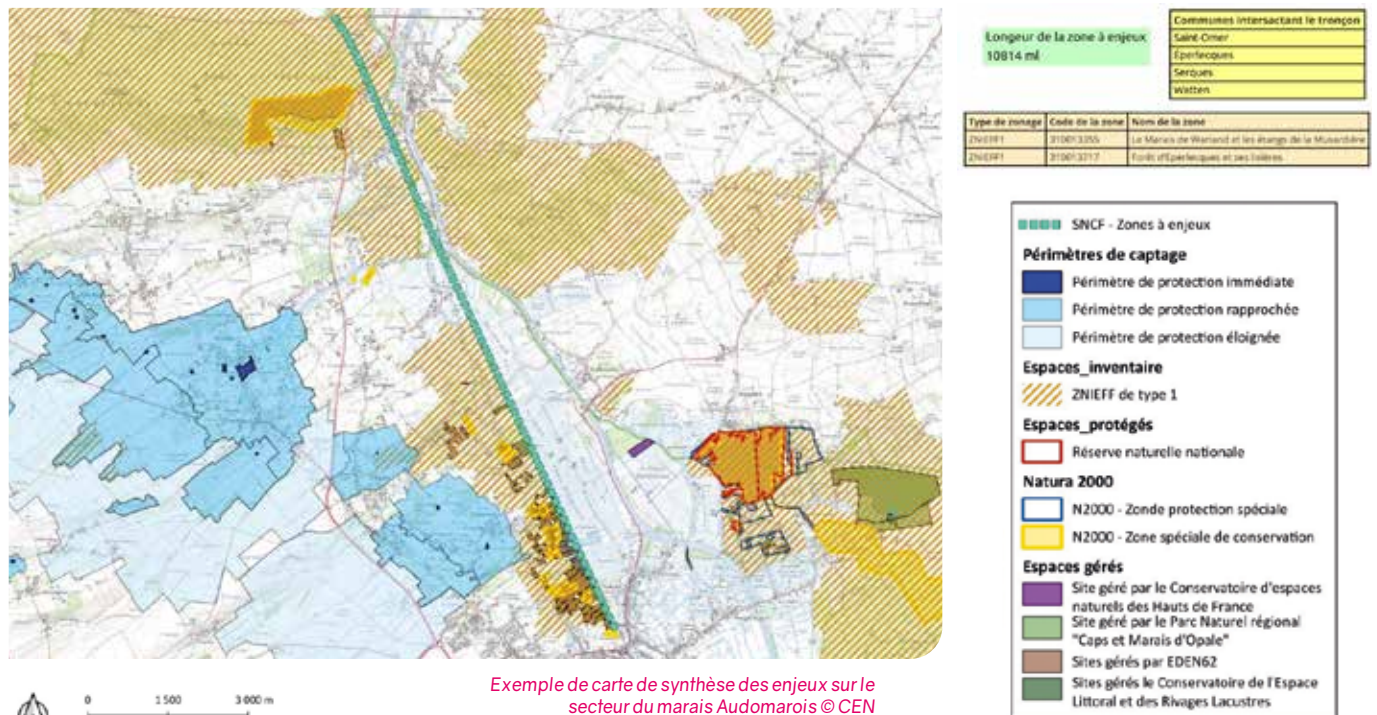 Longeur de la zone à enjeux
10814 ml
Communes intersactant le tronçon
Saint-Omer
Éperlecques
Serques
Watten
Type de zonage Code de la zone Nom de la zone
ZNIEFF1 310013355 Le Marais de Warland et les étangs de la Musardière
ZNIEFF1 310013717 Forêt d'Eperlecques et ses lisières
SNCF - Zones à enjeux
Périmètres de captage
Périmètre de protection immédiate
Périmètre de protection rapprochée
Périmètre de protection éloignée
Espaces_inventaire
ZNIEFF de type 1
Espaces_protégés
Réserve naturelle nationale
Natura 2000
N2000 - Zonde protection spéciale
N2000 - Zone spéciale de conservation
Espaces gérés
Site géré par le Conservatoire d'espaces
naturels des Hauts de France
Site géré par le Parc Naturel régional
"Caps et Marais d'Opale"
Sites gérés par EDEN62
Sites gérés le Conservatoire de l'Espace
Littoral et des Rivages Lacustres
0 1 500 3 000 m
Exemple de carte de synthèse des enjeux sur le
secteur du marais Audomarois © CEN